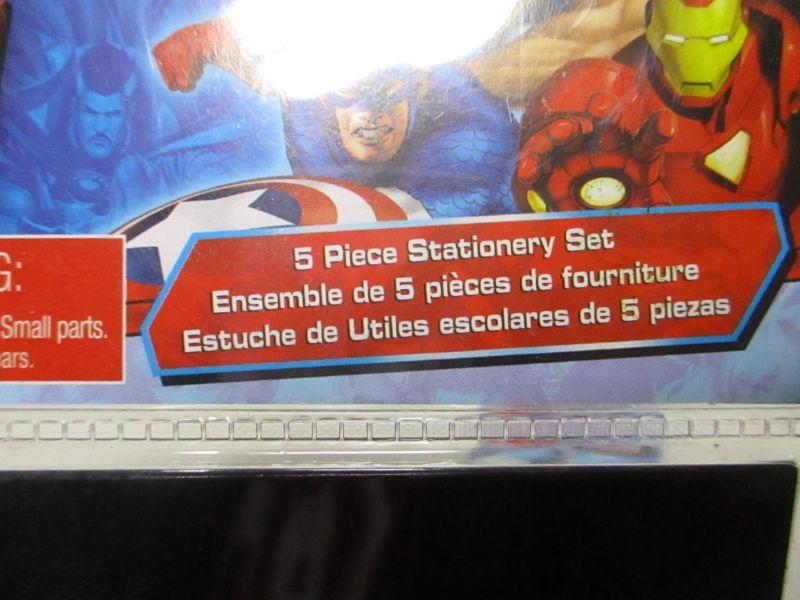 5 Piece Stationery Set
Ensemble de 5 pièces de fourniture
Estuche de Utiles escolares de 5 piezas
G:
Small parts.
ears.